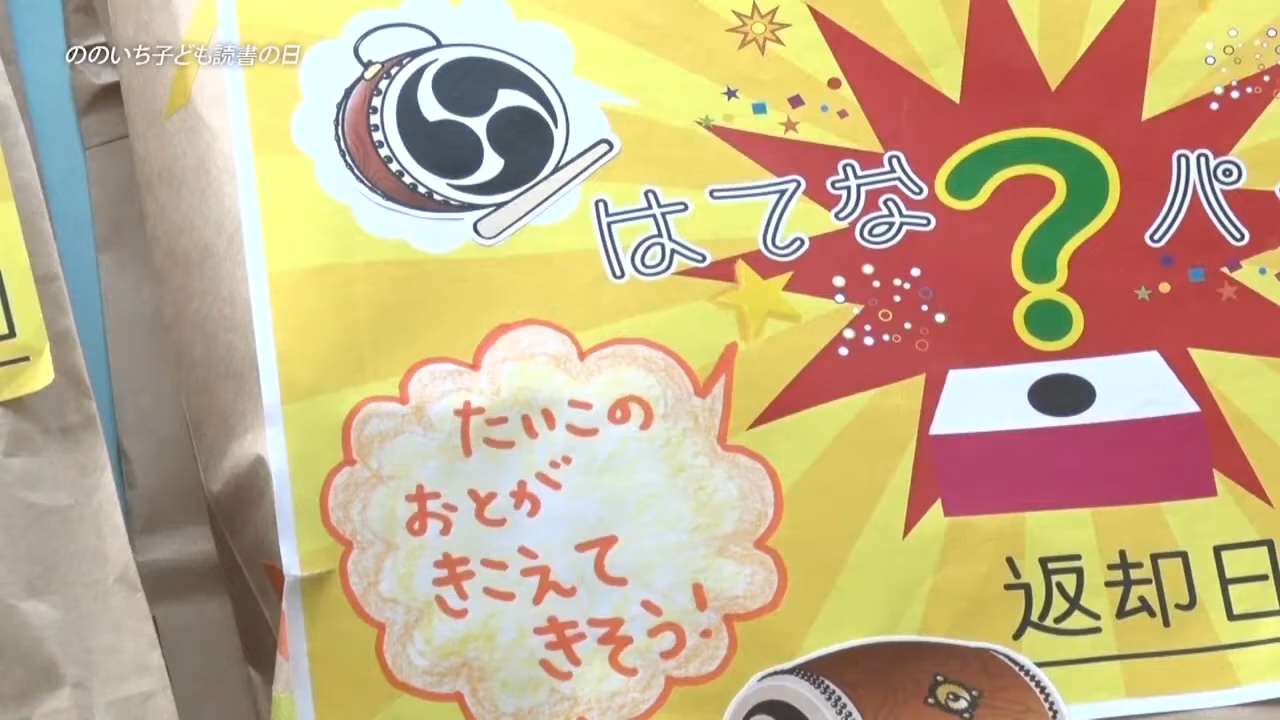 ののいち子ども読書の日
はてな?パ
たいこの
おとが
きこえて
きそう!
返却日